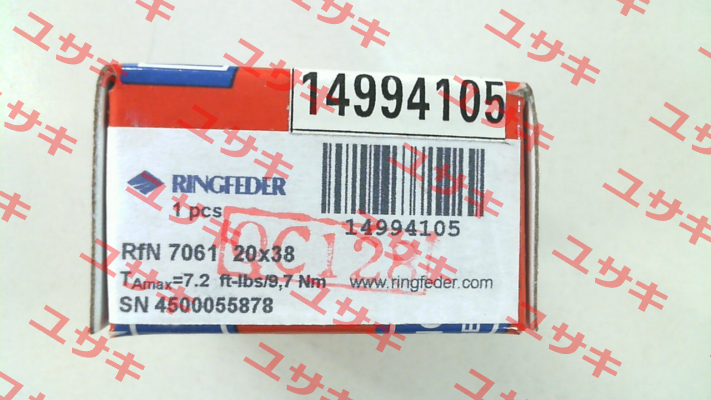 14994105
RINGFEDER
1 pcs
14994105
RfN 7061 20x38
QC128
TAmax=7.2 ft-lbs/9,7 Nm www.ringfeder.com
SN 4500055878
ユサキ